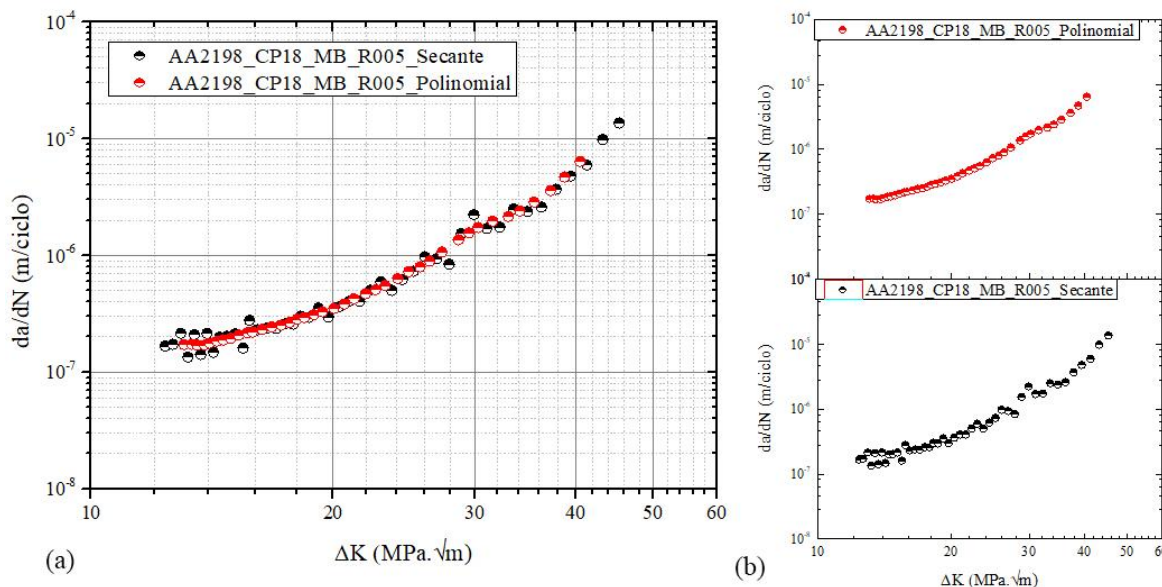 10⁻⁴
AA2198_CP18_MB_R005_Secante
AA2198_CP18_MB_R005_Polinomial
10⁻⁵
10⁻⁶
10⁻⁷
10⁻⁸
da/dN (m/ciclo)
10 20 30 40 50 60
ΔK (MPa.√m)
(a)
10⁻⁴
AA2198_CP18_MB_R005_Polinomial
10⁻⁵
10⁻⁶
10⁻⁷
10⁻⁸
da/dN (m/ciclo)
AA2198_CP18_MB_R005_Secante
10⁻⁵
10⁻⁶
10⁻⁷
10⁻⁸
da/dN (m/ciclo)
10 20 30 40 50 60
ΔK (MPa.√m)
(b)